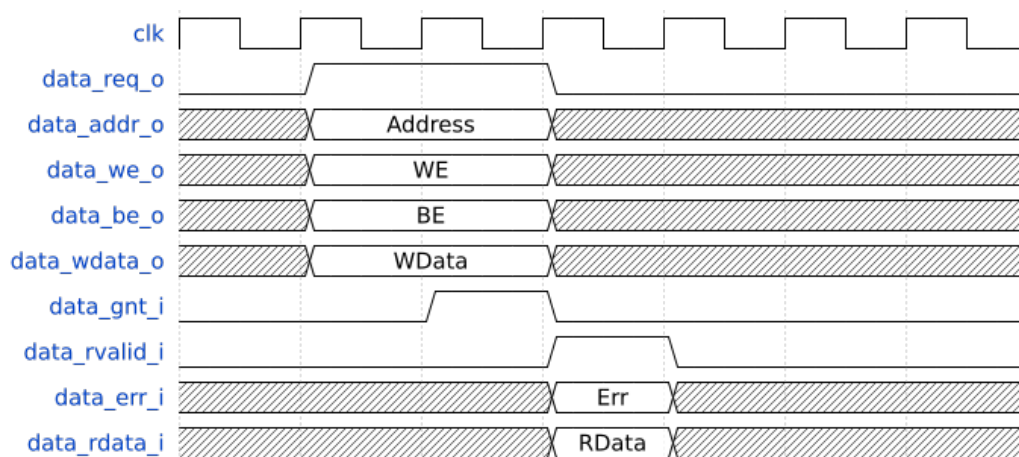 clk
data_req_o
data_addr_o Address
data_we_o WE
data_be_o BE
data_wdata_o WData
data_gnt_i
data_rvalid_i
data_err_i Err
data_rdata_i RData